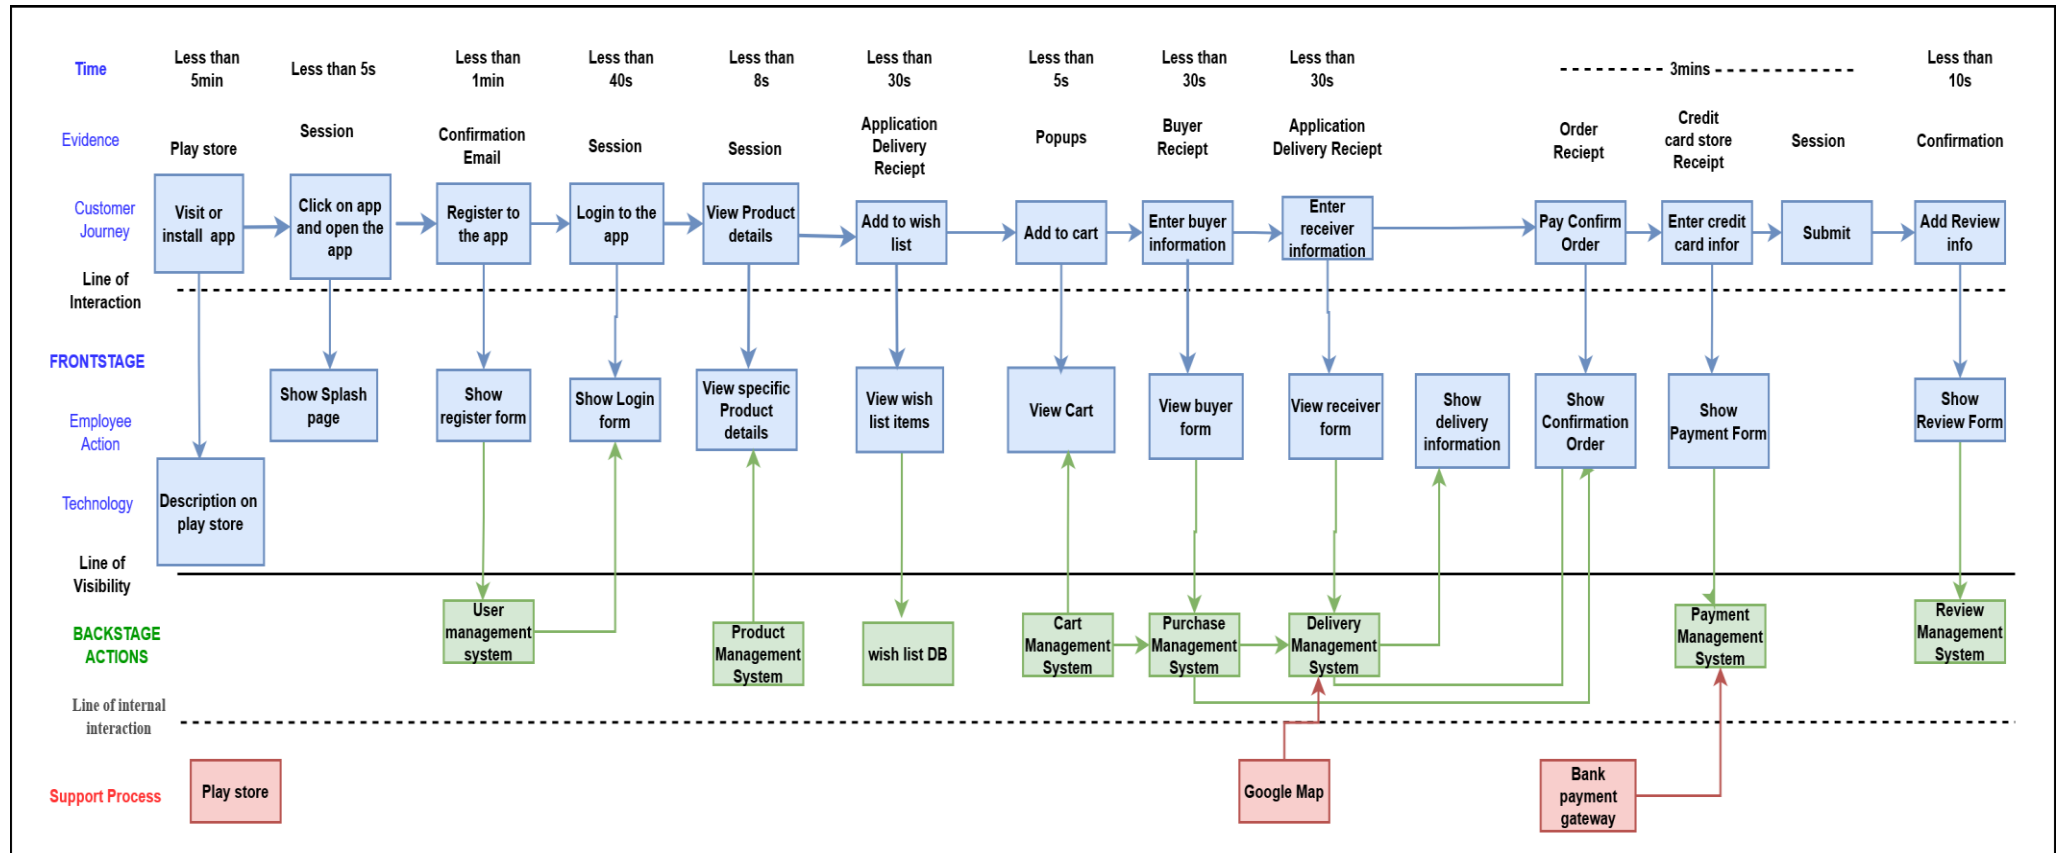 Time
Less than
5min
Less than 5s
Less than
1min
Less than
40s
Less than
8s
Less than
30s
Less than
5s
Less than
30s
Less than
30s
3mins
Less than
10s
Evidence
Play store
Session
Confirmation
Email
Session
Session
Application
Delivery
Reciept
Popups
Buyer
Reciept
Application
Delivery Reciept
Order
Reciept
Credit
card store
Receipt
Session
Confirmation
Customer
Journey
Visit or
install app
Click on app
and open the
app
Register to
the app
Login to the
app
View Product
details
Add to wish
list
Add to cart
Enter buyer
information
Enter
receiver
information
Pay Confirm
Order
Enter credit
card infor
Submit
Add Review
info
Line of
Interaction
FRONTSTAGE
Employee
Action
Show Splash
page
Show
register form
Show Login
form
View specific
Product
details
View wish
list items
View Cart
View buyer
form
View receiver
form
Show
delivery
information
Show
Confirmation
Order
Show
Payment Form
Show
Review Form
Technology
Description on
play store
Line of
Visibility
BACKSTAGE
ACTIONS
User
management
system
Product
Management
System
wish list DB
Cart
Management
System
Purchase
Management
System
Delivery
Management
System
Payment
Management
System
Review
Management
System
Line of internal
interaction
Support Process
Play store
Google Map
Bank
payment
gateway